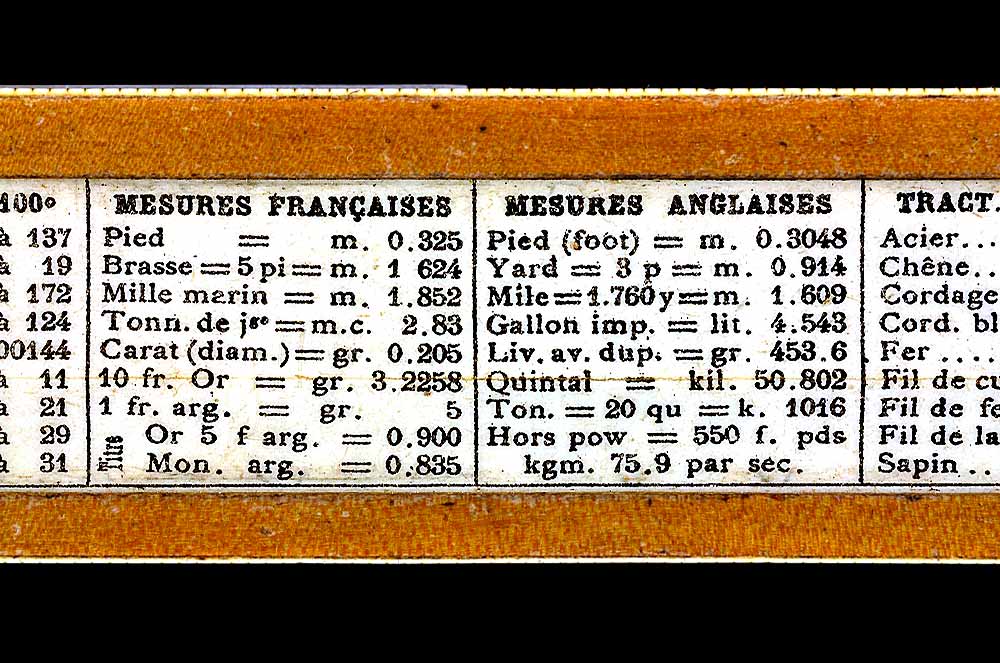 100°
à 137
à 19
à 172
à 124
00144
à 11
à 21
à 29
à 31
MESURES FRANÇAISES
Pied = m. 0.325
Brasse = 5 pi = m. 1 624
Mille marin = m. 1.852
Tonn. de jge = m.c. 2.83
Carat (diam.) = gr. 0.205
10 fr. Or = gr. 3.2258
1 fr. arg. = gr. 5
Titre
Or 5 f arg. = 0.900
Mon. arg. = 0.835
MESURES ANGLAISES
Pied (foot) = m. 0.3048
Yard = 3 p = m. 0.914
Mile = 1.760 y = m. 1.609
Gallon imp. = lit. 4.543
Liv. av. dup. = gr. 453.6
Quintal = kil. 50.802
Ton. = 20 qu = k. 1016
Hors pow = 550 f. pds
kgm. 75.9 par sec.
TRACT.
Acier...
Chêne..
Cordage
Cord. bl
Fer ....
Fil de cu
Fil de fe
Fil de la
Sapin ..